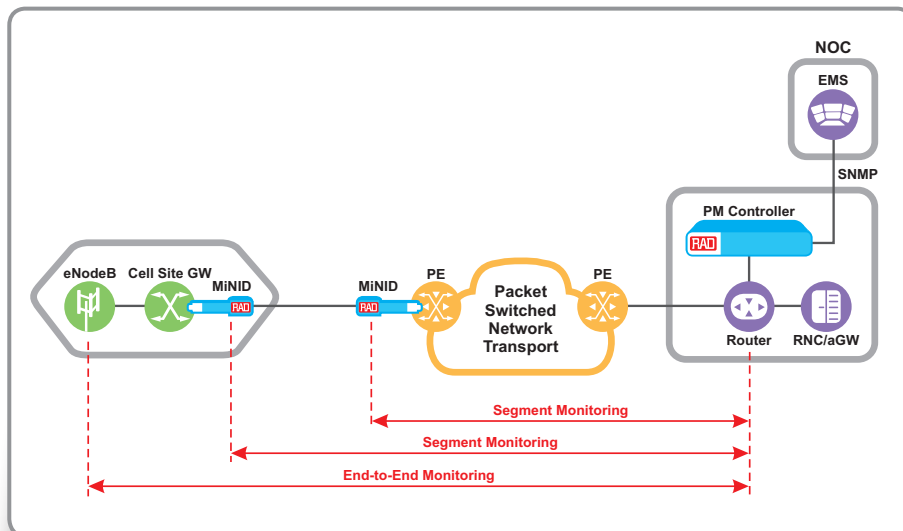 NOC
EMS
SNMP
PM Controller
RAD
eNodeB
Cell Site GW
MiNID
RAD
MiNID
RAD
PE
Packet
Switched
Network
Transport
PE
Router
RNC/aGW
Segment Monitoring
Segment Monitoring
End-to-End Monitoring